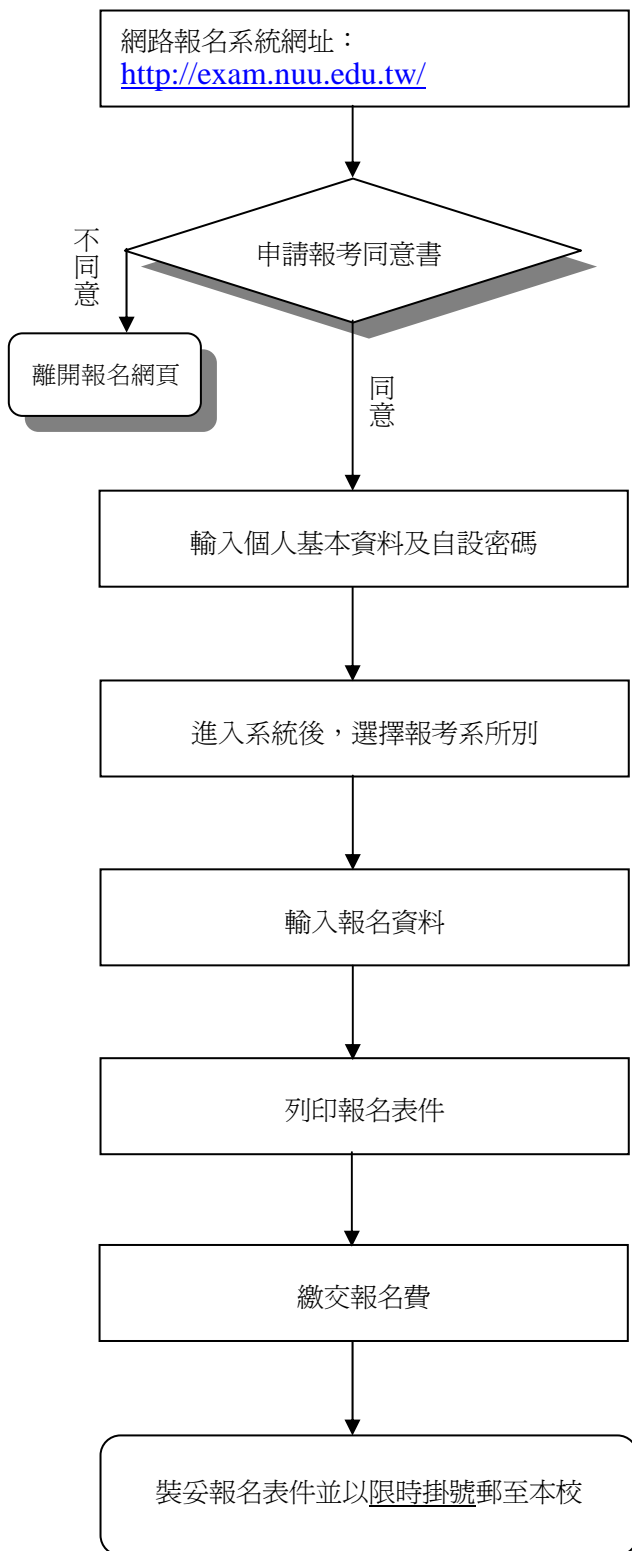 網路報名系統網址：
http://exam.nuu.edu.tw/
申請報考同意書
不同意
離開報名網頁
同意
輸入個人基本資料及自設密碼
進入系統後，選擇報考系所別
輸入報名資料
列印報名表件
繳交報名費
裝妥報名表件並以限時掛號郵至本校